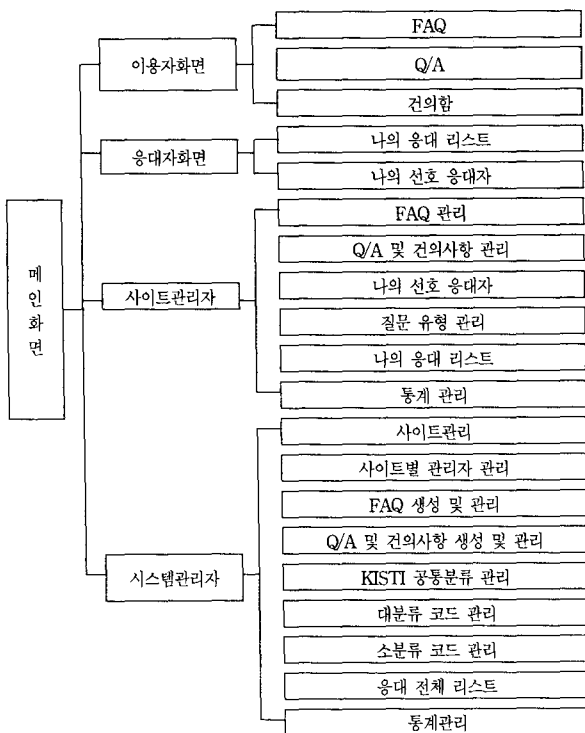 메인화면
이용자화면
FAQ
Q/A
건의함
응대자화면
나의 응대 리스트
나의 선호 응대자
사이트관리자
FAQ 관리
Q/A 및 건의사항 관리
나의 선호 응대자
질문 유형 관리
나의 응대 리스트
통계 관리
시스템관리자
사이트관리
사이트별 관리자 관리
FAQ 생성 및 관리
Q/A 및 건의사항 생성 및 관리
KISTI 공통분류 관리
대분류 코드 관리
소분류 코드 관리
응대 전체 리스트
통계관리